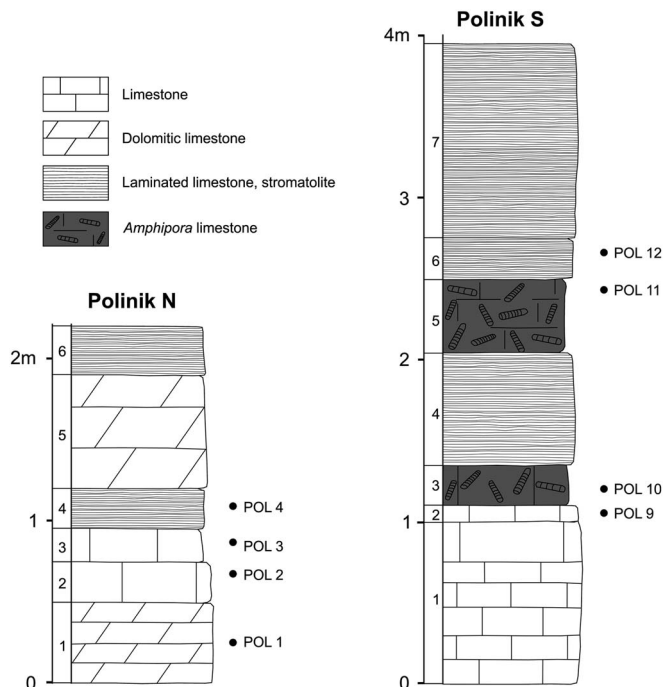 Polinik S
4m
Limestone
Dolomitic limestone
Laminated limestone, stromatolite
Amphipora limestone
7
3
6
POL 12
POL 11
5
Polinik N
2m
6
2
5
4
4
POL 4
3
POL 10
2
POL 9
1
1
3
POL 3
2
POL 2
1
1
POL 1
0
0